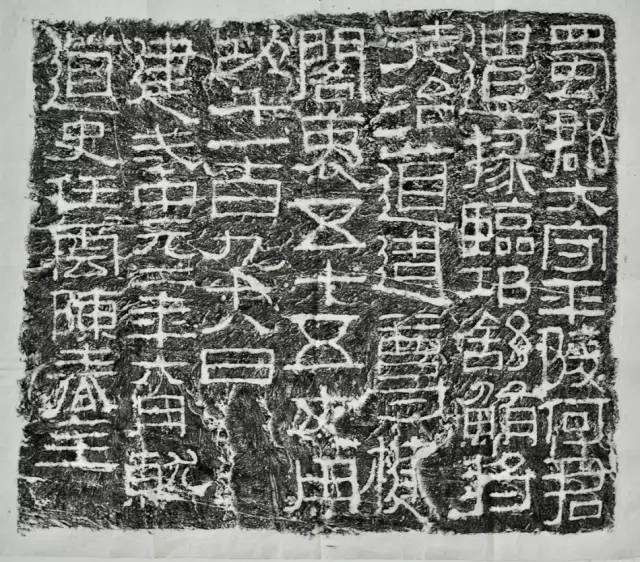 蜀郡大守平陵何君
遣掾臨邛舒鮪將
徒治道造尊楗
閣袤五十五丈用
功千一百九十八日
建武中元二年六月就
道史任雲陳春主